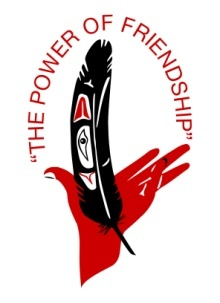 “THE POWER OF FRIENDSHIP”